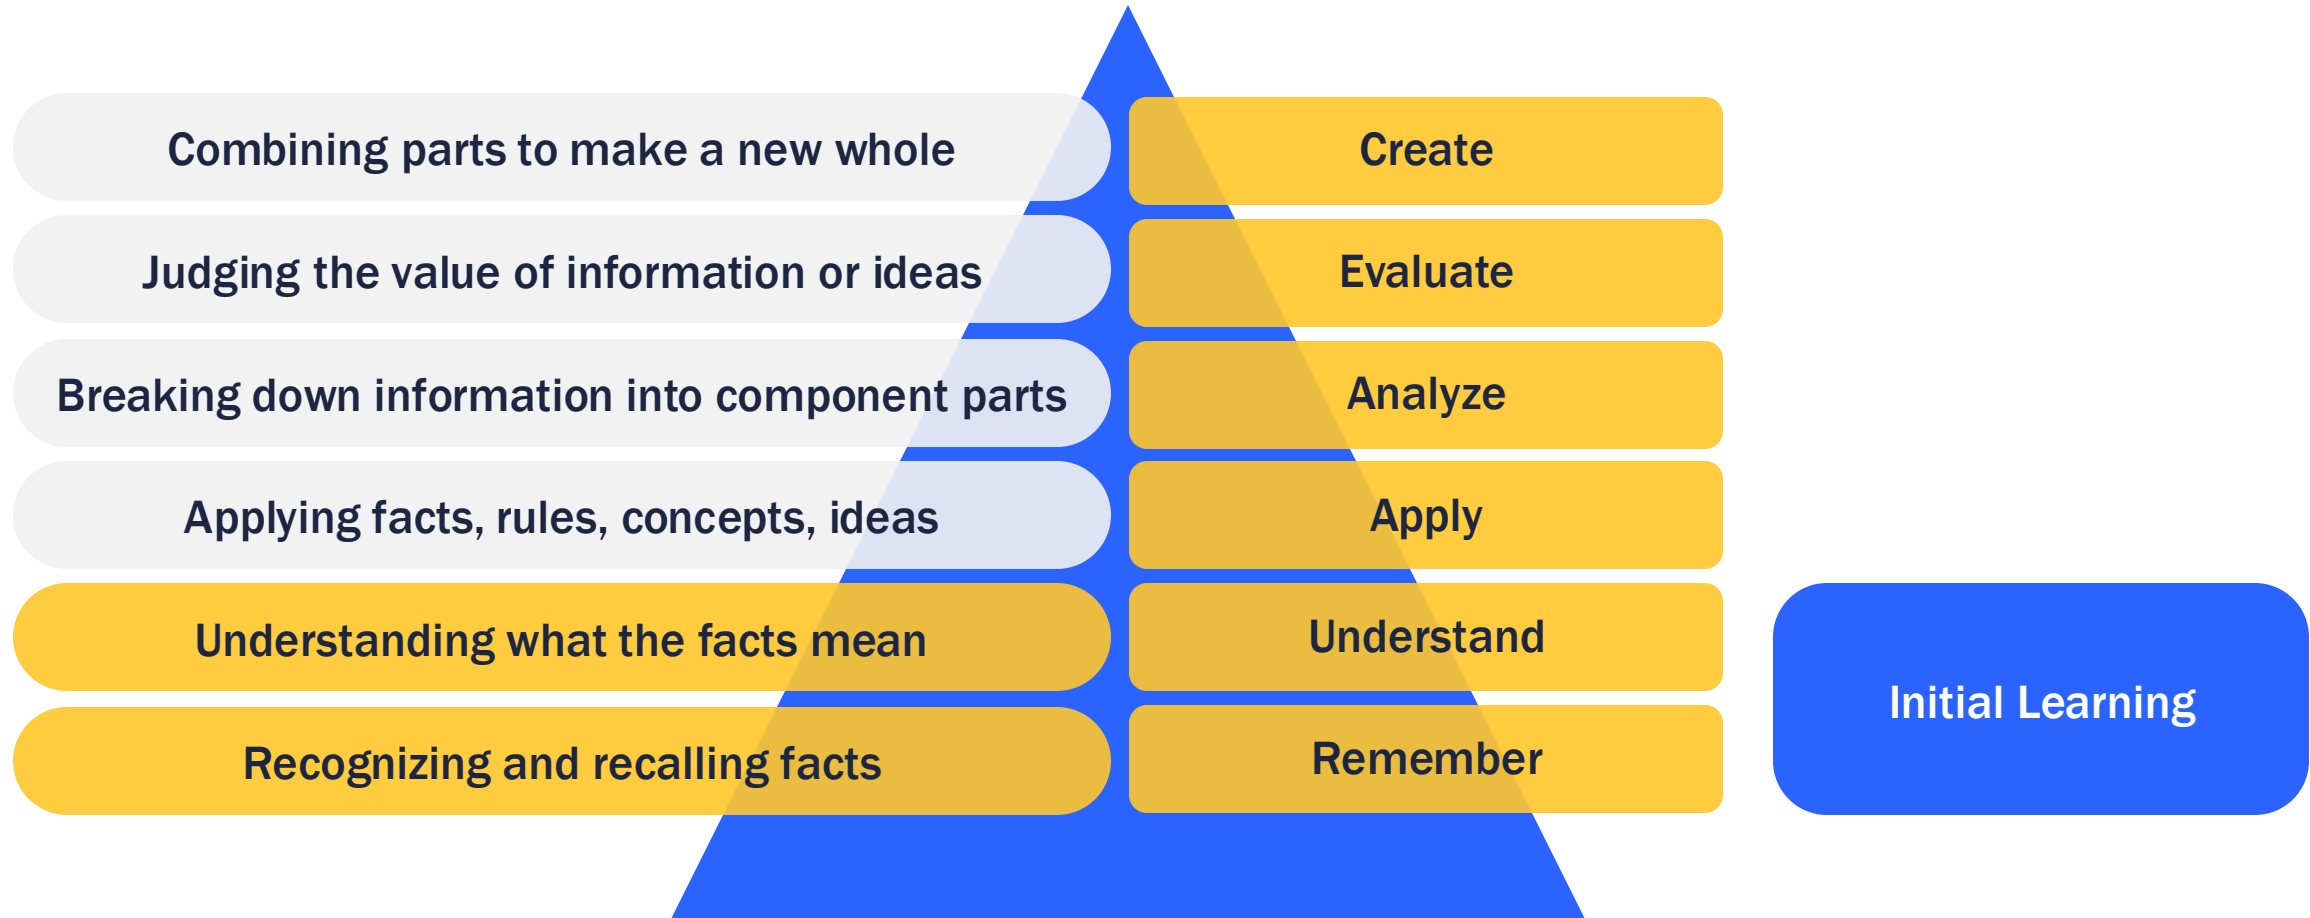 Combining parts to make a new whole
Create
Judging the value of information or ideas
Evaluate
Breaking down information into component parts
Analyze
Applying facts, rules, concepts, ideas
Apply
Understanding what the facts mean
Understand
Recognizing and recalling facts
Remember
Initial Learning